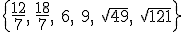 {12/7, 18/7, 6, 9, √49, √121}